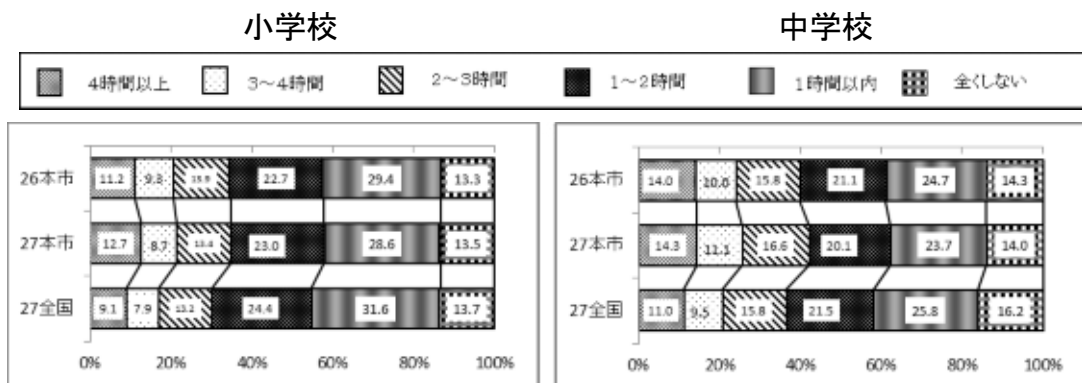 小学校 中学校
4時間以上 3～4時間 2～3時間 1～2時間 1時間以内 全くしない
26本市 11.2 9.3 22.7 29.4 13.3
27本市 12.7 8.7 13.4 23.0 28.6 13.5
27全国 9.1 7.9 13.2 24.4 31.6 13.7
0% 20% 40% 60% 80% 100%
26本市 14.0 10.0 15.8 21.1 24.7 14.3
27本市 14.3 16.6 20.1 23.7 14.0
27全国 11.0 9.5 15.8 21.5 25.8 16.2
0% 20% 40% 60% 80% 100%